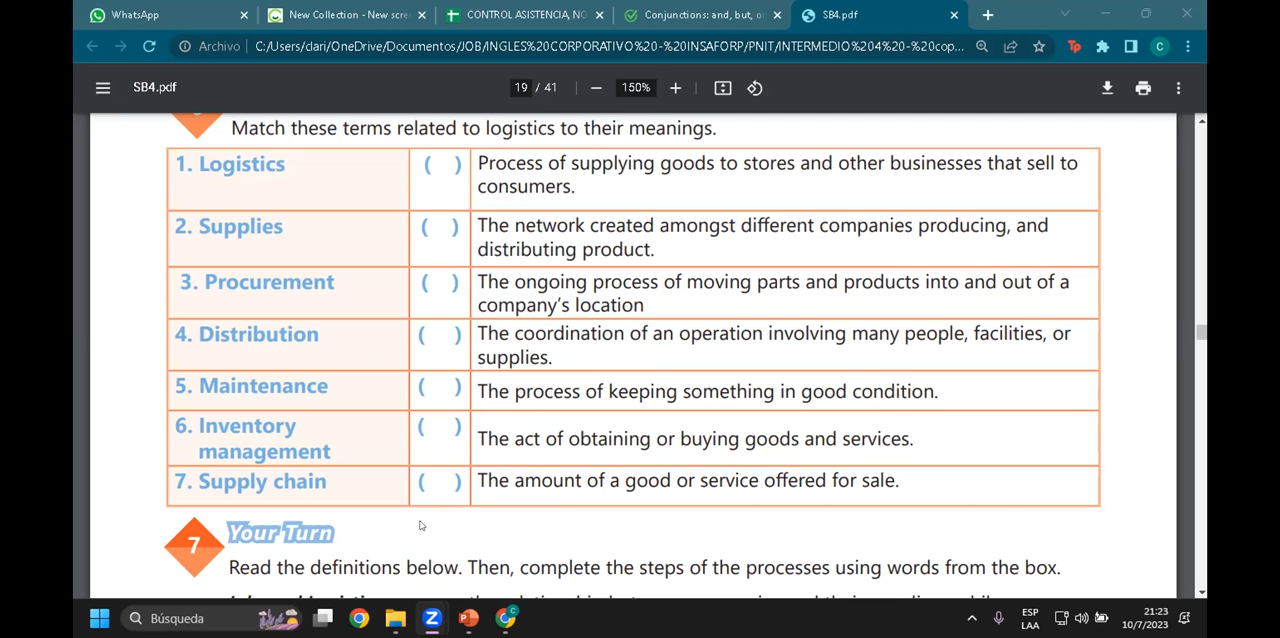 WhatsApp
New Collection - New scre
CONTROL ASISTENCIA, NO
Conjunctions: and, but, o
SB4.pdf
Archivo
C:/Users/clari/OneDrive/Documentos/JOB/INGLES%20CORPORATIVO%20-%20INSAFORP/PNIT/INTERMEDIO%204%20-%20cop...
C
SB4.pdf
19 / 41
150%
Match these terms related to logistics to their meanings.
1. Logistics ( ) Process of supplying goods to stores and other businesses that sell to
consumers.
2. Supplies ( ) The network created amongst different companies producing, and
distributing product.
3. Procurement ( ) The ongoing process of moving parts and products into and out of a
company's location
4. Distribution ( ) The coordination of an operation involving many people, facilities, or
supplies.
5. Maintenance ( ) The process of keeping something in good condition.
6. Inventory
management ( ) The act of obtaining or buying goods and services.
7. Supply chain ( ) The amount of a good or service offered for sale.
7 Your Turn
Read the definitions below. Then, complete the steps of the processes using words from the box.
Búsqueda
ESP
LAA
21:23
10/7/2023